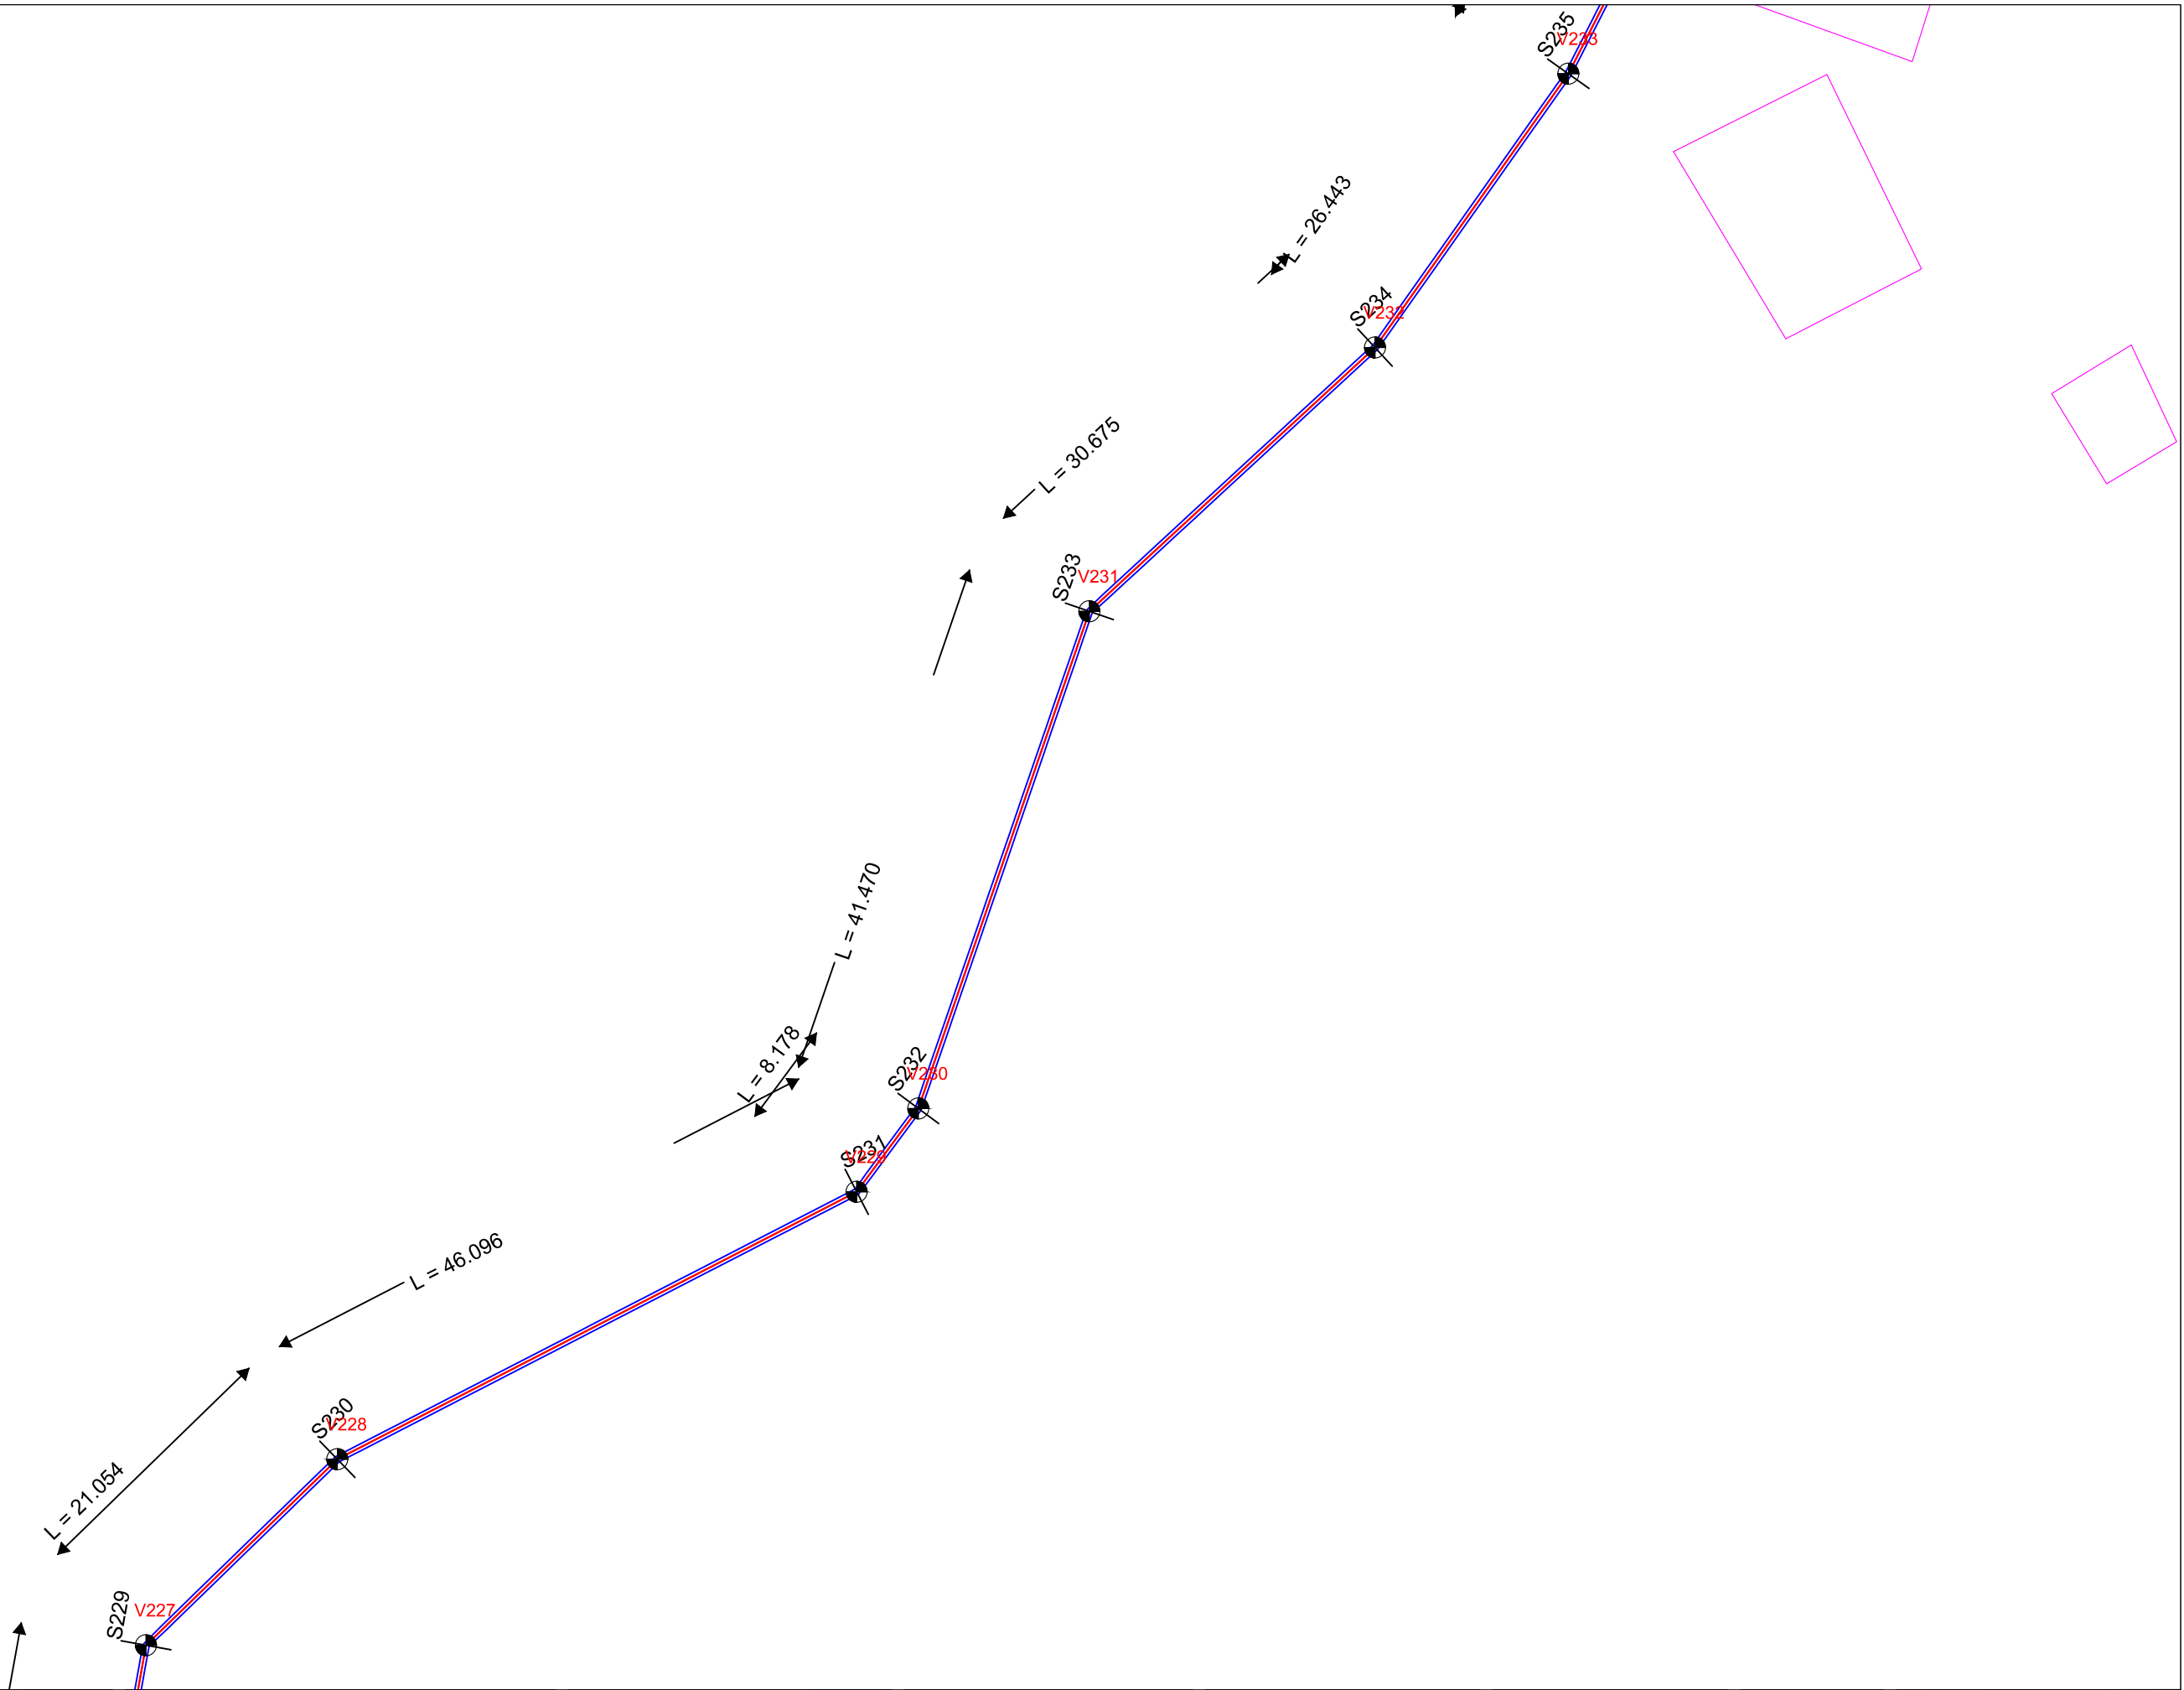 S235
V233
L = 26.443
S234
V232
L = 30.675
S233
V231
L = 41.470
L = 8.178
S232
V230
S231
V229
L = 46.096
S230
V228
L = 21.054
S229
V227